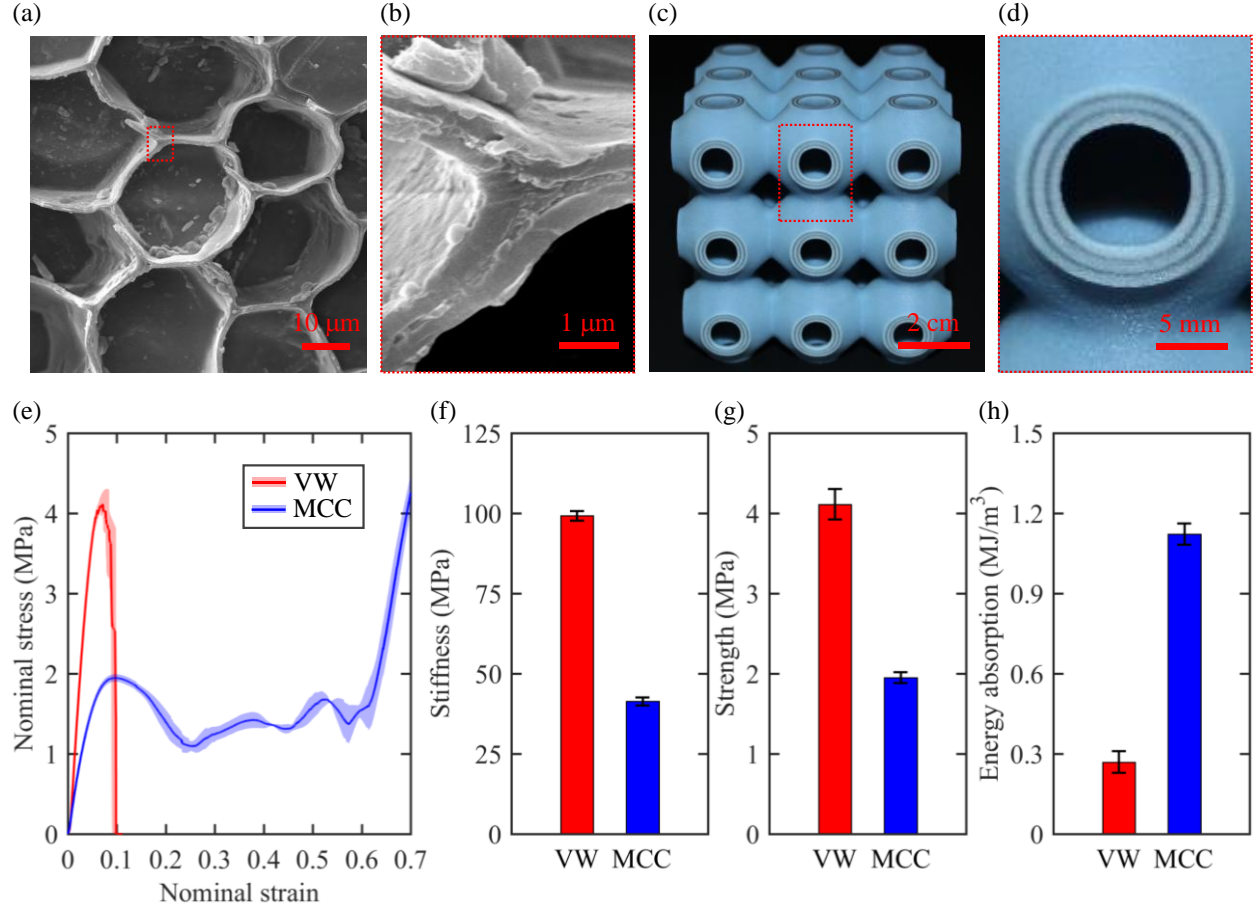 (a)
(b)
(c)
(d)
10 μm
1 μm
2 cm
5 mm
(e)
(f)
(g)
(h)
Nominal stress (MPa)
5
4
3
2
1
0
VW
MCC
0 0.1 0.2 0.3 0.4 0.5 0.6 0.7
Nominal strain
Stiffness (MPa)
125
100
75
50
25
0
VW MCC
Strength (MPa)
5
4
3
2
1
0
VW MCC
Energy absorption (MJ/m³)
1.5
1.2
0.9
0.6
0.3
0
VW MCC